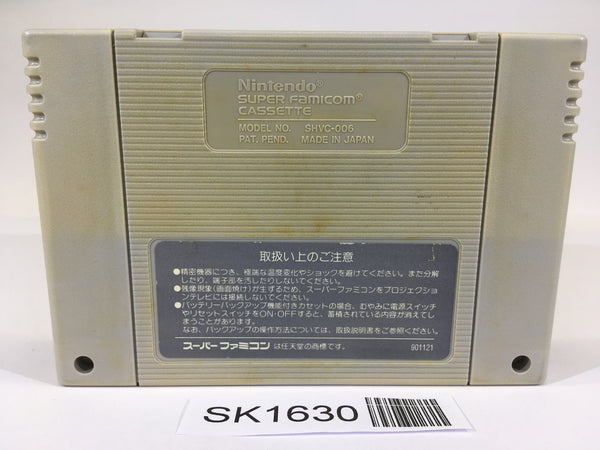 Nintendo®
SUPER FAMICOM®
CASSETTE
MODEL NO. SHVC-006
PAT. PEND. MADE IN JAPAN
取扱い上のご注意
●精密機器につき、極端な温度変化やショックを避けてください。また分解
したり、端子部を汚したりしないでください。
●残像現像(画面焼け)が生ずるため、スーパーファミコンをプロジェクショ
ンテレビには接続しないでください。
●バッテリーバックアップ機能付きカセットの場合、むやみに電源スイッチ
やリセットスイッチをON-OFFすると、蓄積されている内容が消えてし
まうことがあります。
なお、バックアップの操作方法については、取扱説明書をご参照ください。
スーパーファミコン は任天堂の商標です。 901121
SK1630